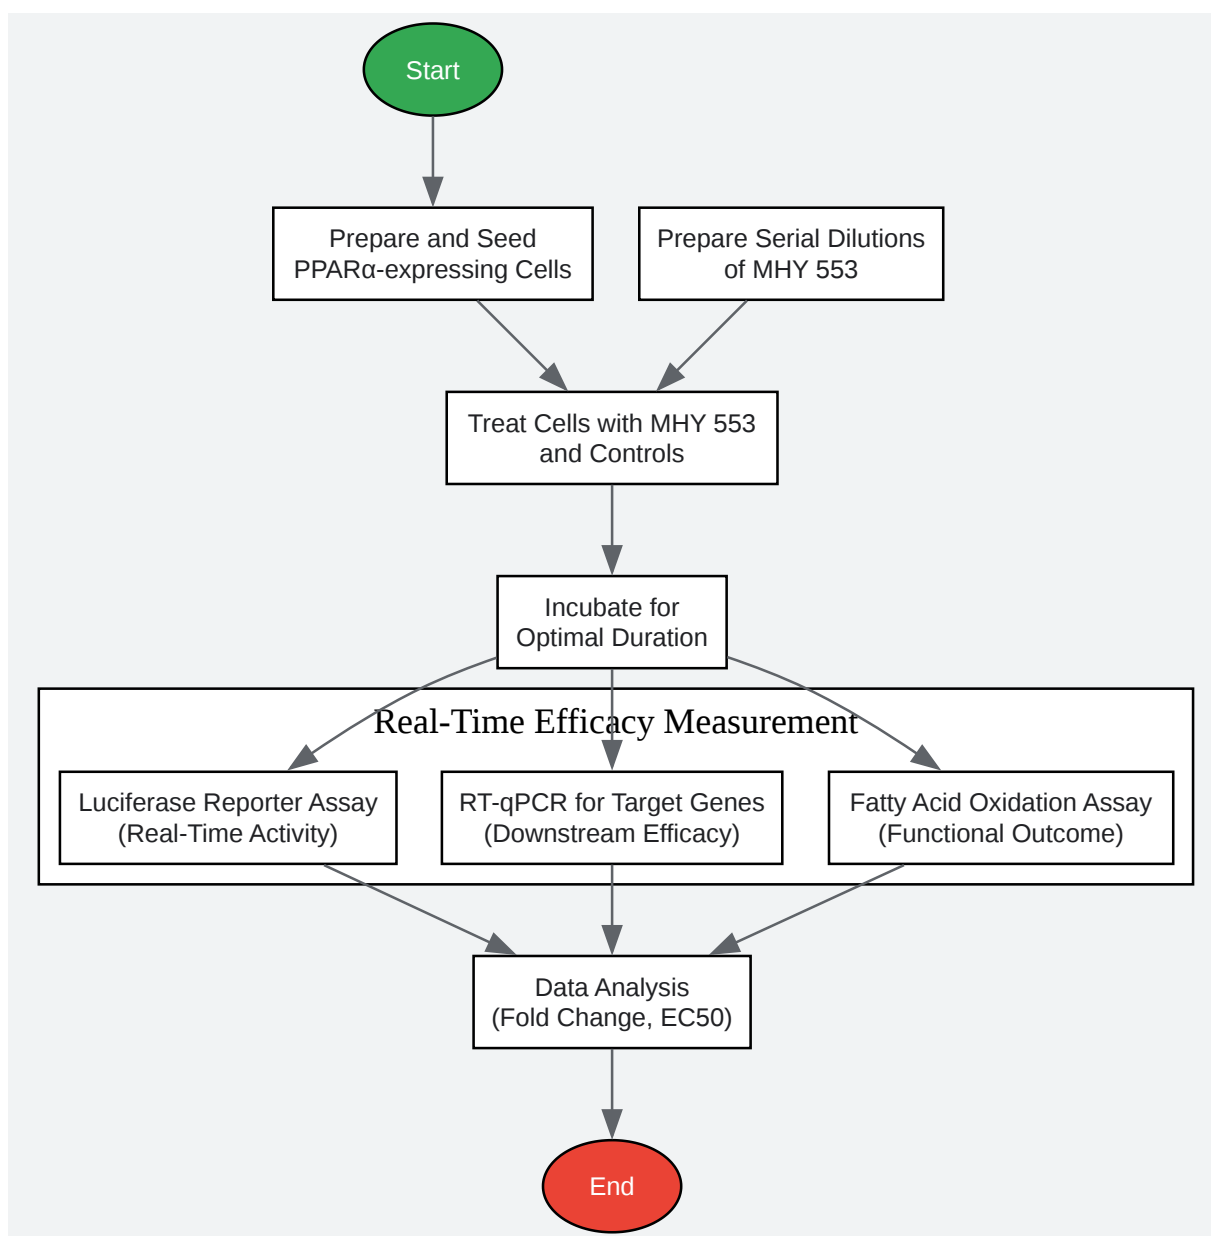 Start
Prepare and Seed
PPARα-expressing Cells
Prepare Serial Dilutions
of MHY 553
Treat Cells with MHY 553
and Controls
Incubate for
Optimal Duration
Real-Time Efficacy Measurement
Luciferase Reporter Assay
(Real-Time Activity)
RT-qPCR for Target Genes
(Downstream Efficacy)
Fatty Acid Oxidation Assay
(Functional Outcome)
Data Analysis
(Fold Change, EC50)
End